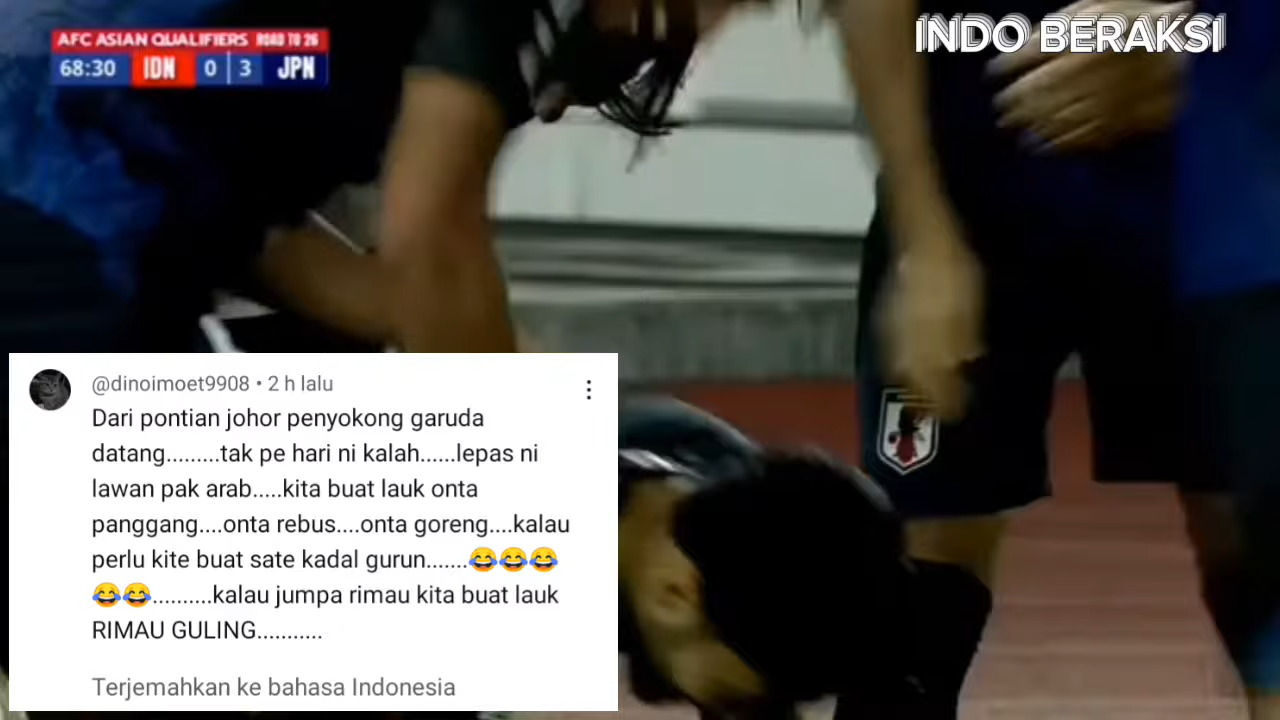 AFC ASIAN QUALIFIERS ROAD TO 26
68:30 IDN 0 3 JPN
INDO BERAKSI
@dinoimoet9908 • 2 h lalu
Dari pontian johor penyokong garuda
datang.........tak pe hari ni kalah......lepas ni
lawan pak arab.....kita buat lauk onta
panggang....onta rebus....onta goreng....kalau
perlu kite buat sate kadal gurun.......😂😂😂
😂😂..........kalau jumpa rimau kita buat lauk
RIMAU GULING...........
Terjemahkan ke bahasa Indonesia